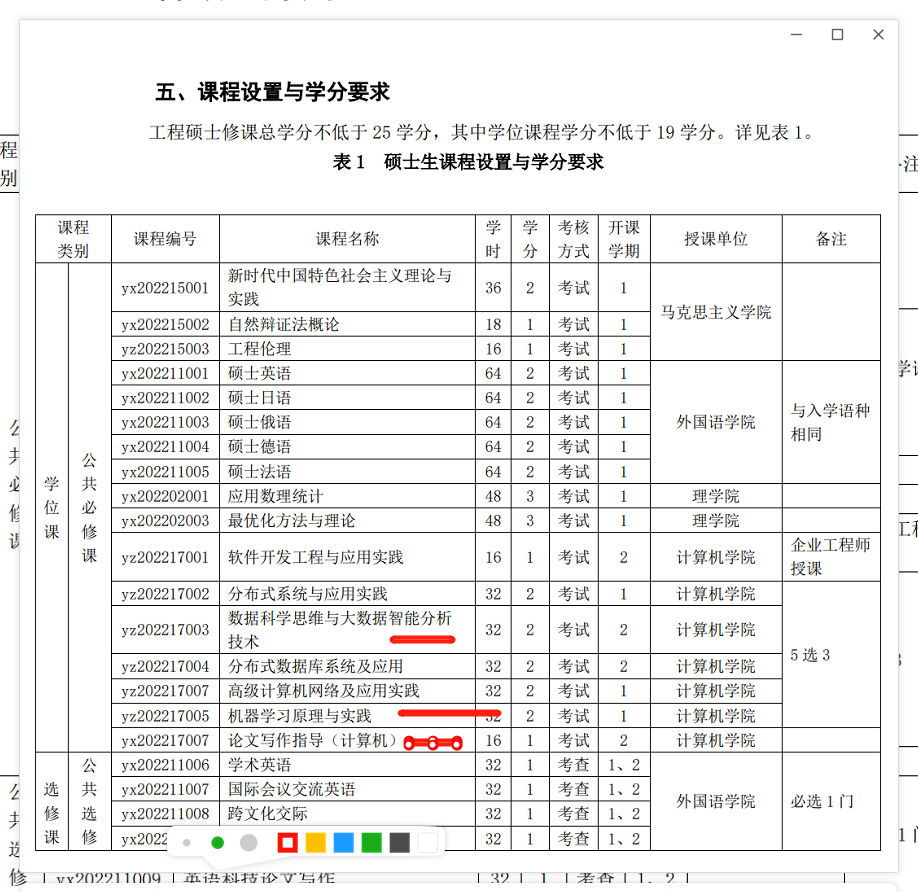 五、课程设置与学分要求
工程硕士修课总学分不低于 25 学分，其中学位课程学分不低于 19 学分。详见表 1。
表 1 硕士生课程设置与学分要求
课程类别 课程编号 课程名称 学时 学分 考核方式 开课学期 授课单位 备注
学位课 公共必修课
yx202215001 新时代中国特色社会主义理论与实践 36 2 考试 1 马克思主义学院
yx202215002 自然辩证法概论 18 1 考试 1
yz202215003 工程伦理 16 1 考试 1
yx202211001 硕士英语 64 2 考试 1 外国语学院 与入学语种相同
yx202211002 硕士日语 64 2 考试 1
yx202211003 硕士俄语 64 2 考试 1
yx202211004 硕士德语 64 2 考试 1
yx202211005 硕士法语 64 2 考试 1
yx202202001 应用数理统计 48 3 考试 1 理学院
yx202202003 最优化方法与理论 48 3 考试 1 理学院
yz202217001 软件开发工程与应用实践 16 1 考试 2 计算机学院 企业工程师授课
yz202217002 分布式系统与应用实践 32 2 考试 1 计算机学院 5 选 3
yz202217003 数据科学思维与大数据智能分析技术 32 2 考试 2 计算机学院
yz202217004 分布式数据库系统及应用 32 2 考试 2 计算机学院
yz202217007 高级计算机网络及应用实践 32 2 考试 1 计算机学院
yz202217005 机器学习原理与实践 32 2 考试 1 计算机学院
yx202217007 论文写作指导（计算机） 16 1 考试 2 计算机学院
选修课 公共选修
yx202211006 学术英语 32 1 考查 1、2 外国语学院 必选 1 门
yx202211007 国际会议交流英语 32 1 考查 1、2
yx202211008 跨文化交际 32 1 考查 1、2
yx202 32 1 考查 1、2
yx202211009 英语科技论文写作 32 1 考查 1、2